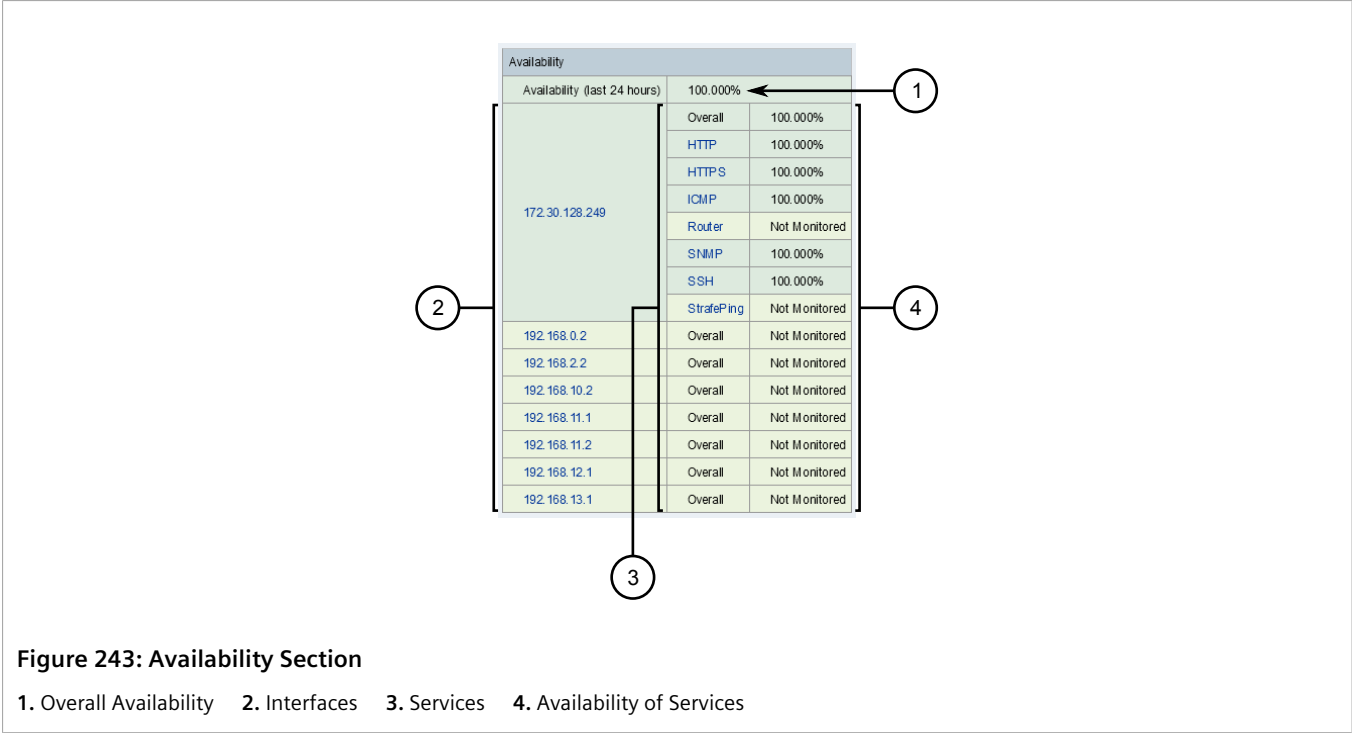 Availability
Availability (last 24 hours) 100.000%
1
172.30.128.249
Overall 100.000%
HTTP 100.000%
HTTPS 100.000%
ICMP 100.000%
Router Not Monitored
SNMP 100.000%
SSH 100.000%
StrafePing Not Monitored
2
4
192.168.0.2 Overall Not Monitored
192.168.2.2 Overall Not Monitored
192.168.10.2 Overall Not Monitored
192.168.11.1 Overall Not Monitored
192.168.11.2 Overall Not Monitored
192.168.12.1 Overall Not Monitored
192.168.13.1 Overall Not Monitored
3
Figure 243: Availability Section
1. Overall Availability 2. Interfaces 3. Services 4. Availability of Services